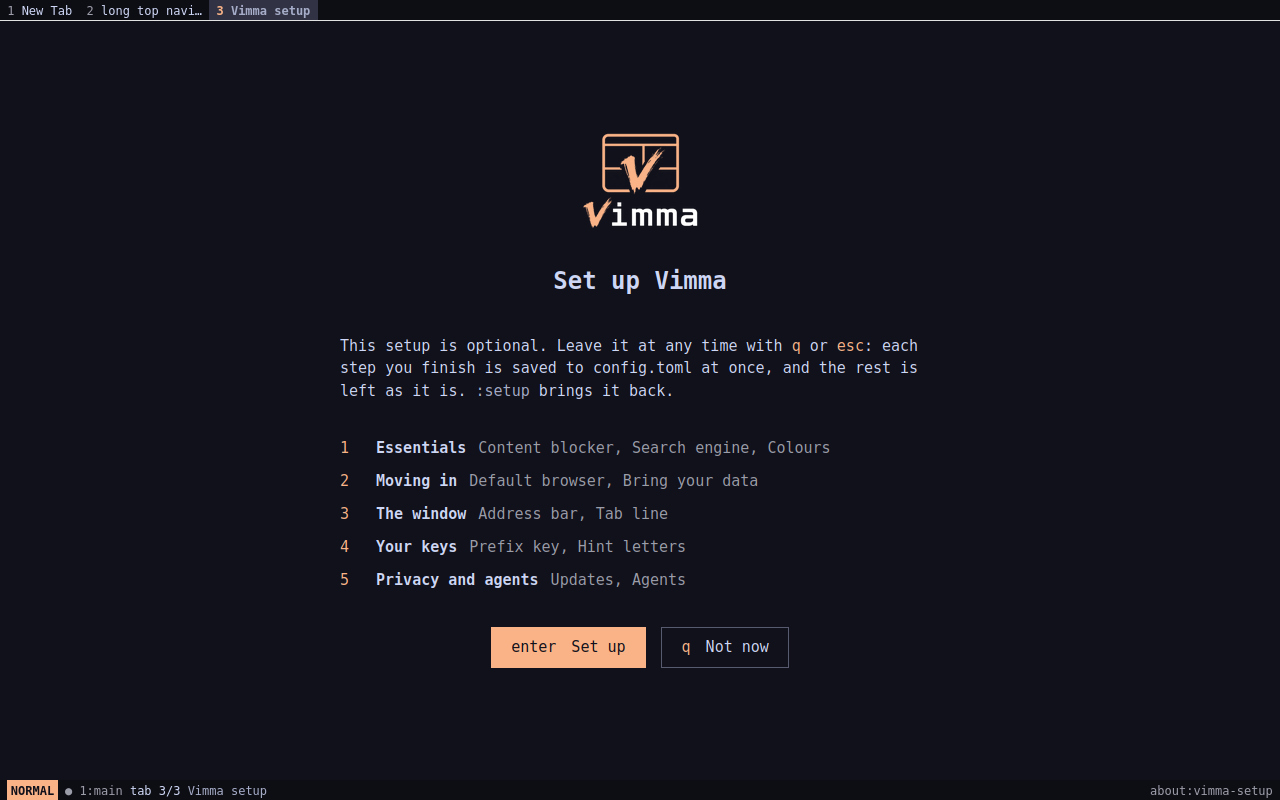 1 New Tab 2 long top navi… 3 Vimma setup
V
Vimma
Set up Vimma
This setup is optional. Leave it at any time with q or esc: each
step you finish is saved to config.toml at once, and the rest is
left as it is. :setup brings it back.
1 Essentials Content blocker, Search engine, Colours
2 Moving in Default browser, Bring your data
3 The window Address bar, Tab line
4 Your keys Prefix key, Hint letters
5 Privacy and agents Updates, Agents
enter Set up q Not now
NORMAL ● 1:main tab 3/3 Vimma setup about:vimma-setup